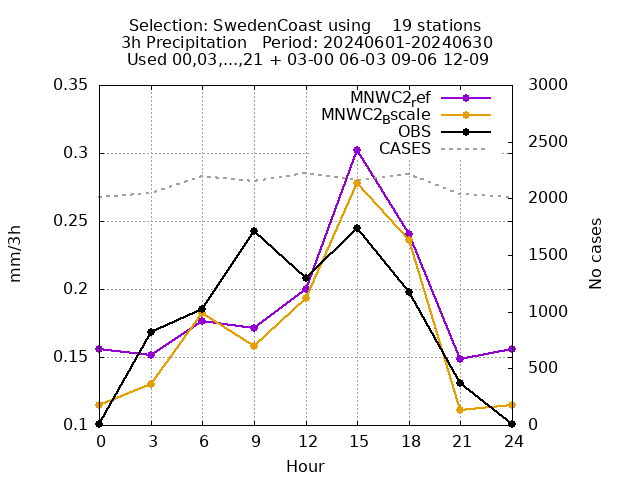 Selection: SwedenCoast using    19 stations
3h Precipitation   Period: 20240601-20240630
Used 00,03,...,21 + 03-00 06-03 09-06 12-09
0.35
0.3
0.25
0.2
0.15
0.1
3000
2500
2000
1500
1000
500
0
MNWC2ref
MNWC2Bscale
OBS
CASES
mm/3h
No cases
0 3 6 9 12 15 18 21 24
Hour